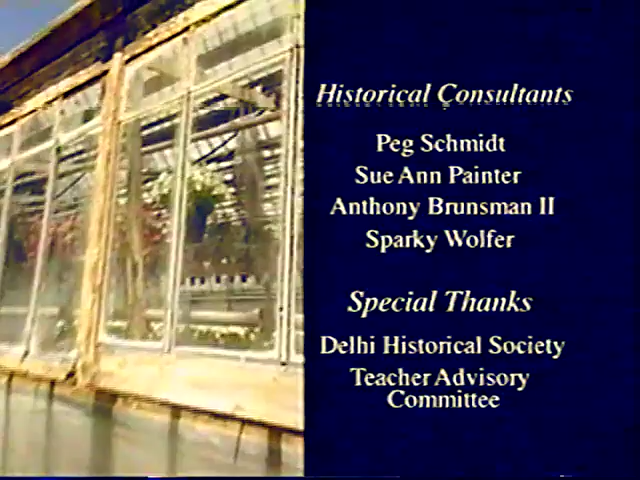 Historical Consultants
Peg Schmidt
Sue Ann Painter
Anthony Brunsman II
Sparky Wolfer
Special Thanks
Delhi Historical Society
Teacher Advisory
Committee